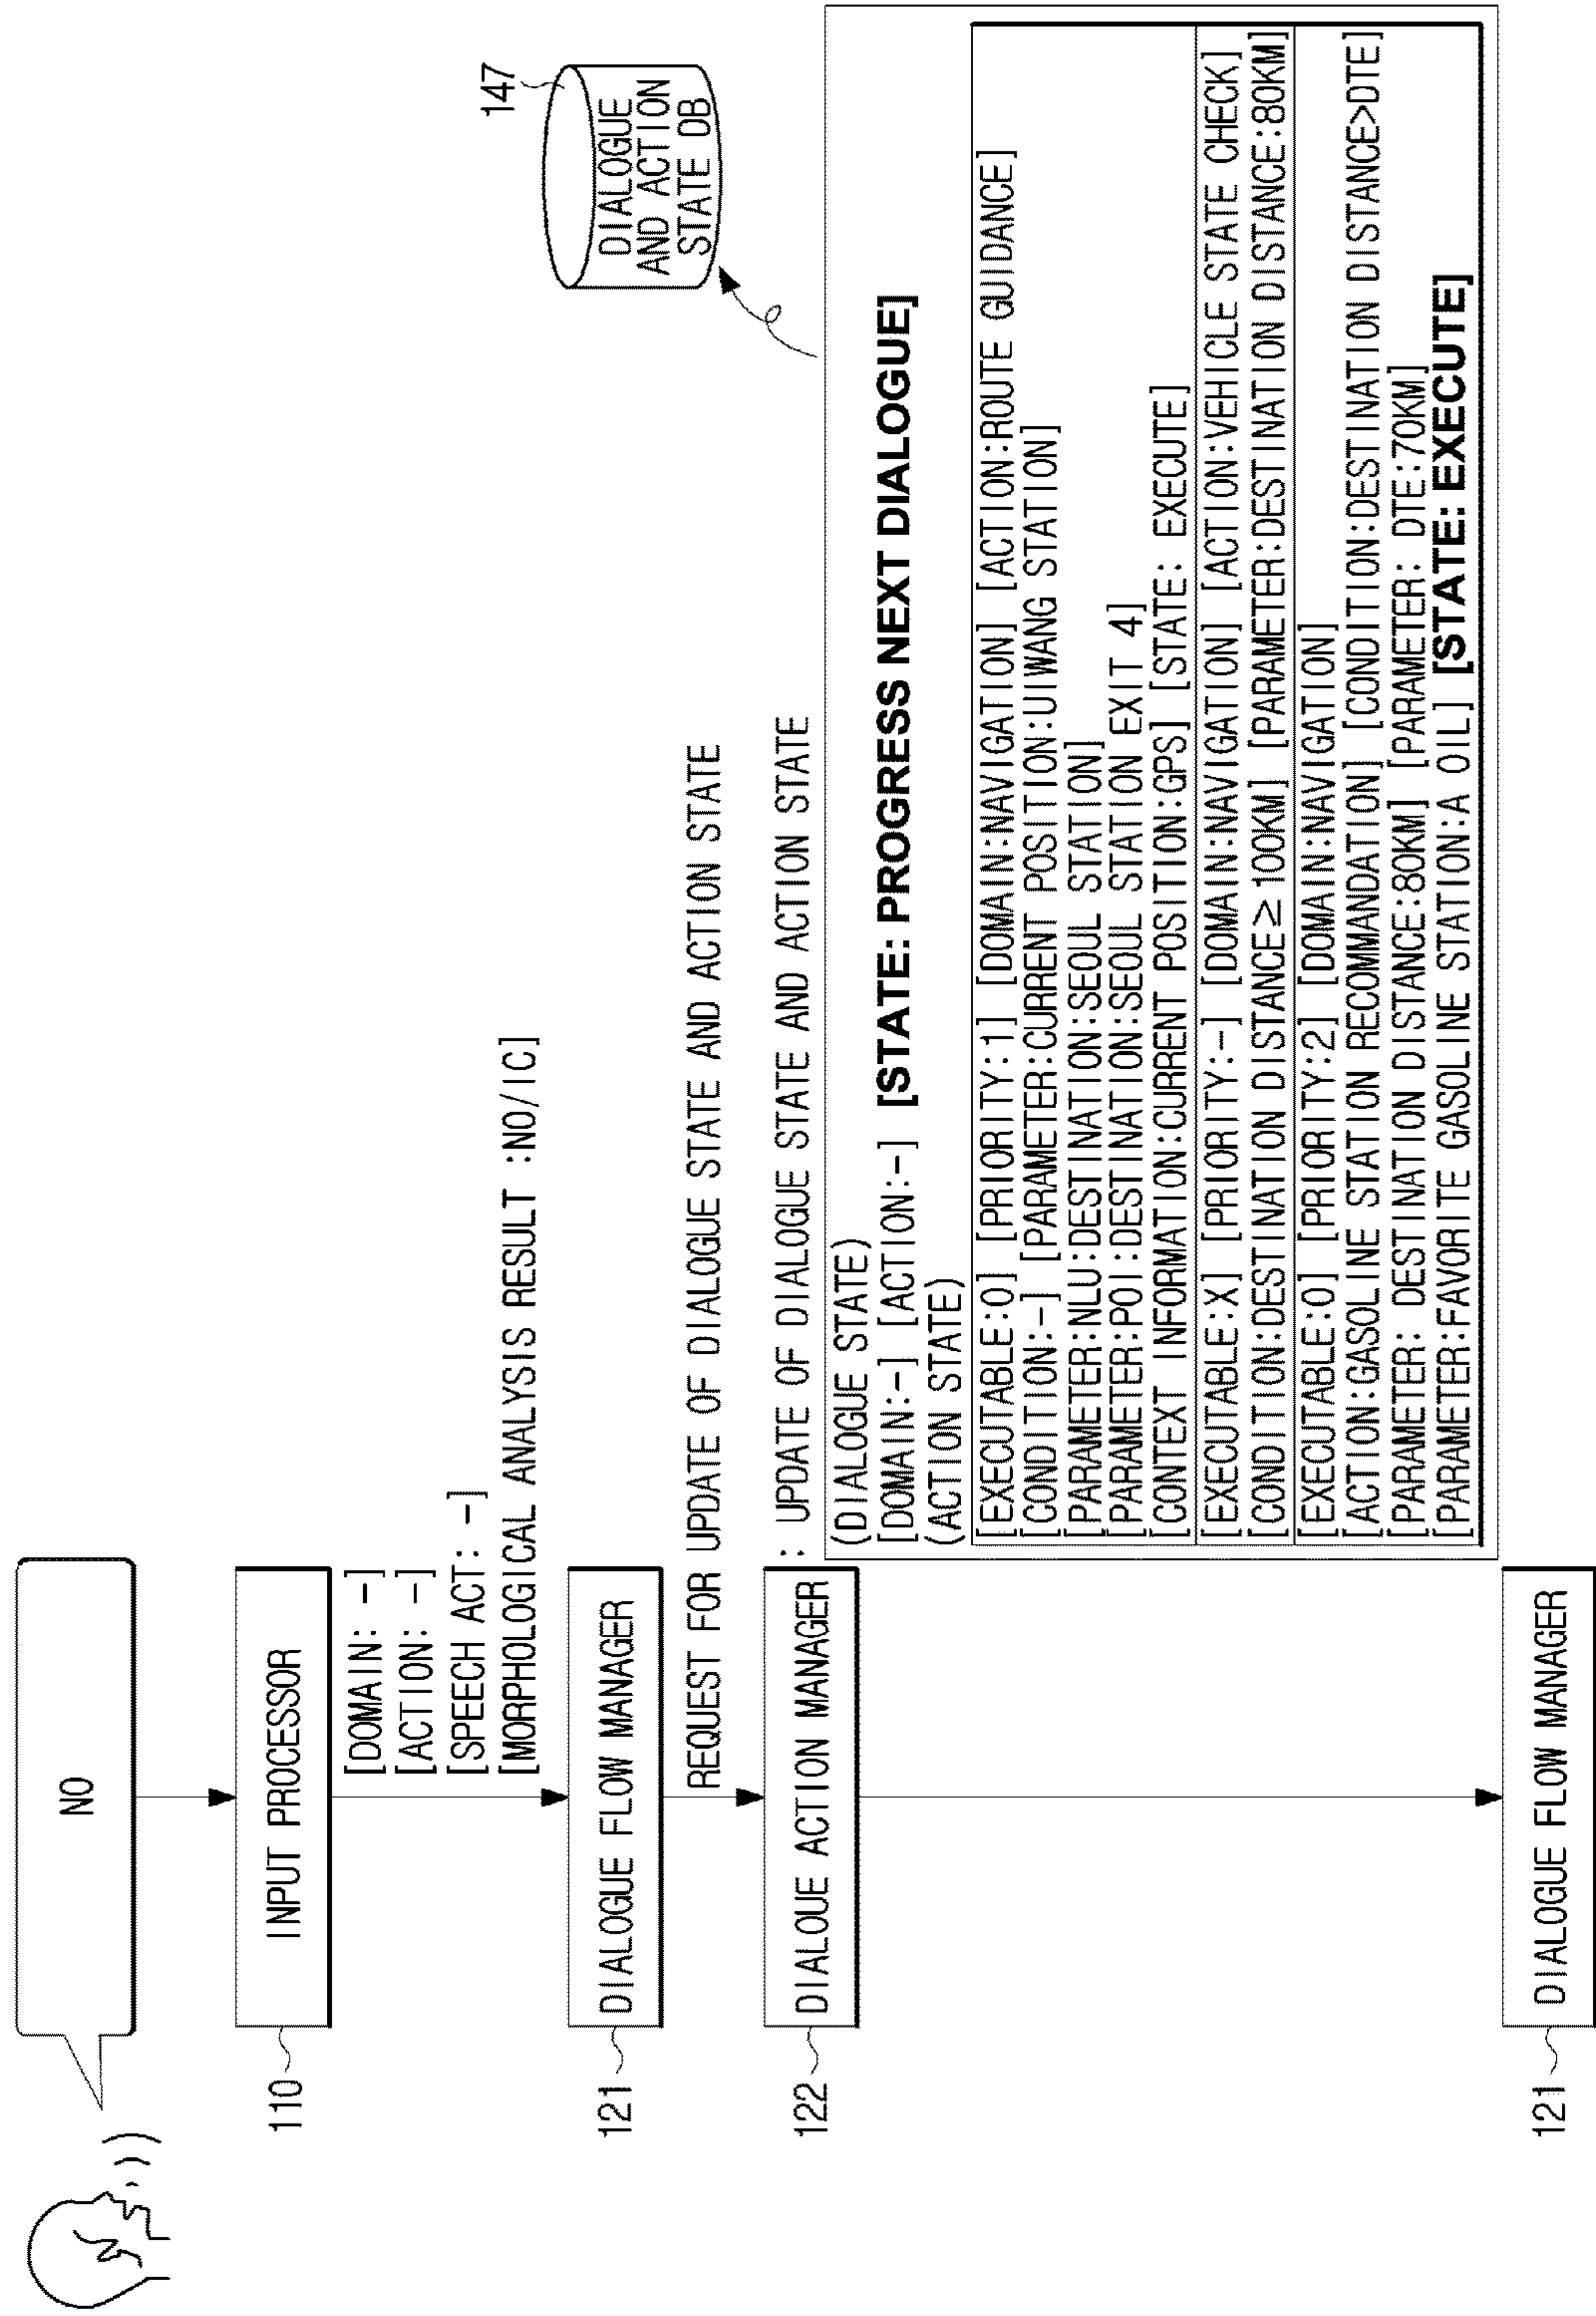 NO
INPUT PROCESSOR
110
[DOMAIN: -]
[ACTION: -]
[SPEECH ACT: -]
[MORPHOLOGICAL ANALYSIS RESULT :NO/IC]
DIALOGUE FLOW MANAGER
121
REQUEST FOR UPDATE OF DIALOGUE STATE AND ACTION STATE
DIALOUE ACTION MANAGER
122
: UPDATE OF DIALOGUE STATE AND ACTION STATE
147
DIALOGUE
AND ACTION
STATE DB
(DIALOGUE STATE)
[DOMAIN:-] [ACTION:-] [STATE: PROGRESS NEXT DIALOGUE]
(ACTION STATE)
[EXECUTABLE:O] [PRIORITY:1] [DOMAIN:NAVIGATION] [ACTION:ROUTE GUIDANCE]
[CONDITION:-] [PARAMETER:CURRENT POSITION:UIWANG STATION]
[PARAMETER:NLU:DESTINATION:SEOUL STATION]
PARAMETER:POI:DESTINATION:SEOUL STATION EXIT 4]
[CONTEXT INFORMATION:CURRENT POSITION:GPS] [STATE: EXECUTE]
[EXECUTABLE:X] [PRIORITY:-] [DOMAIN:NAVIGATION] [ACTION:VEHICLE STATE CHECK]
[CONDITION:DESTINATION DISTANCE≥100KM] [PARAMETER:DESTINATION DISTANCE:80KM]
[EXECUTABLE:O] [PRIORITY:2] [DOMAIN:NAVIGATION]
[ACTION:GASOLINE STATION RECOMMANDATION] [CONDITION:DESTINATION DISTANCE>DTE]
[PARAMETER: DESTINATION DISTANCE:80KM] [PARAMETER: DTE:70KM]
[PARAMETER:FAVORITE GASOLINE STATION:A OIL] [STATE: EXECUTE]
DIALOGUE FLOW MANAGER
121